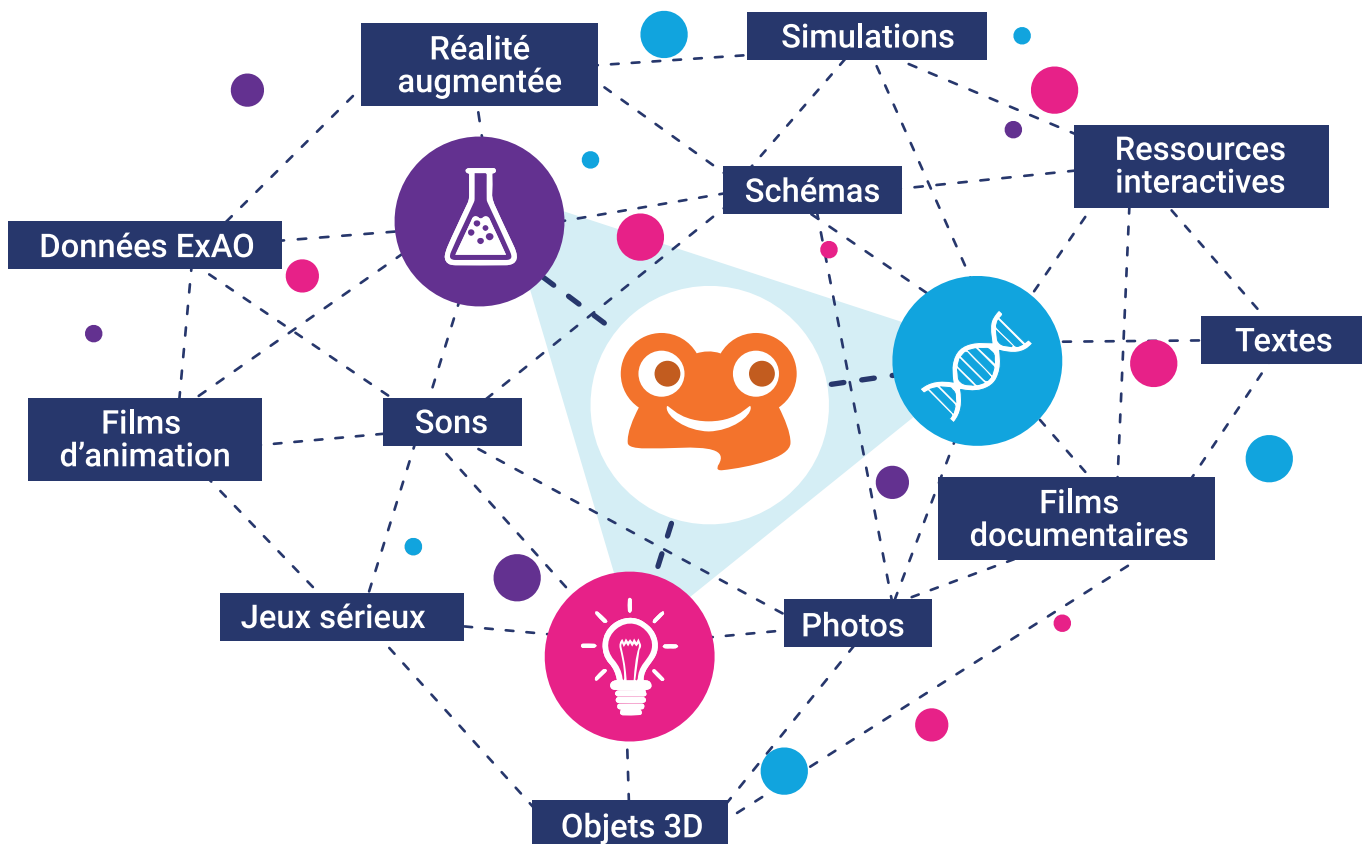 Réalité
augmentée
Simulations
Ressources
interactives
Schémas
Données ExAO
Textes
Films
d’animation
Sons
Films
documentaires
Jeux sérieux
Photos
Objets 3D